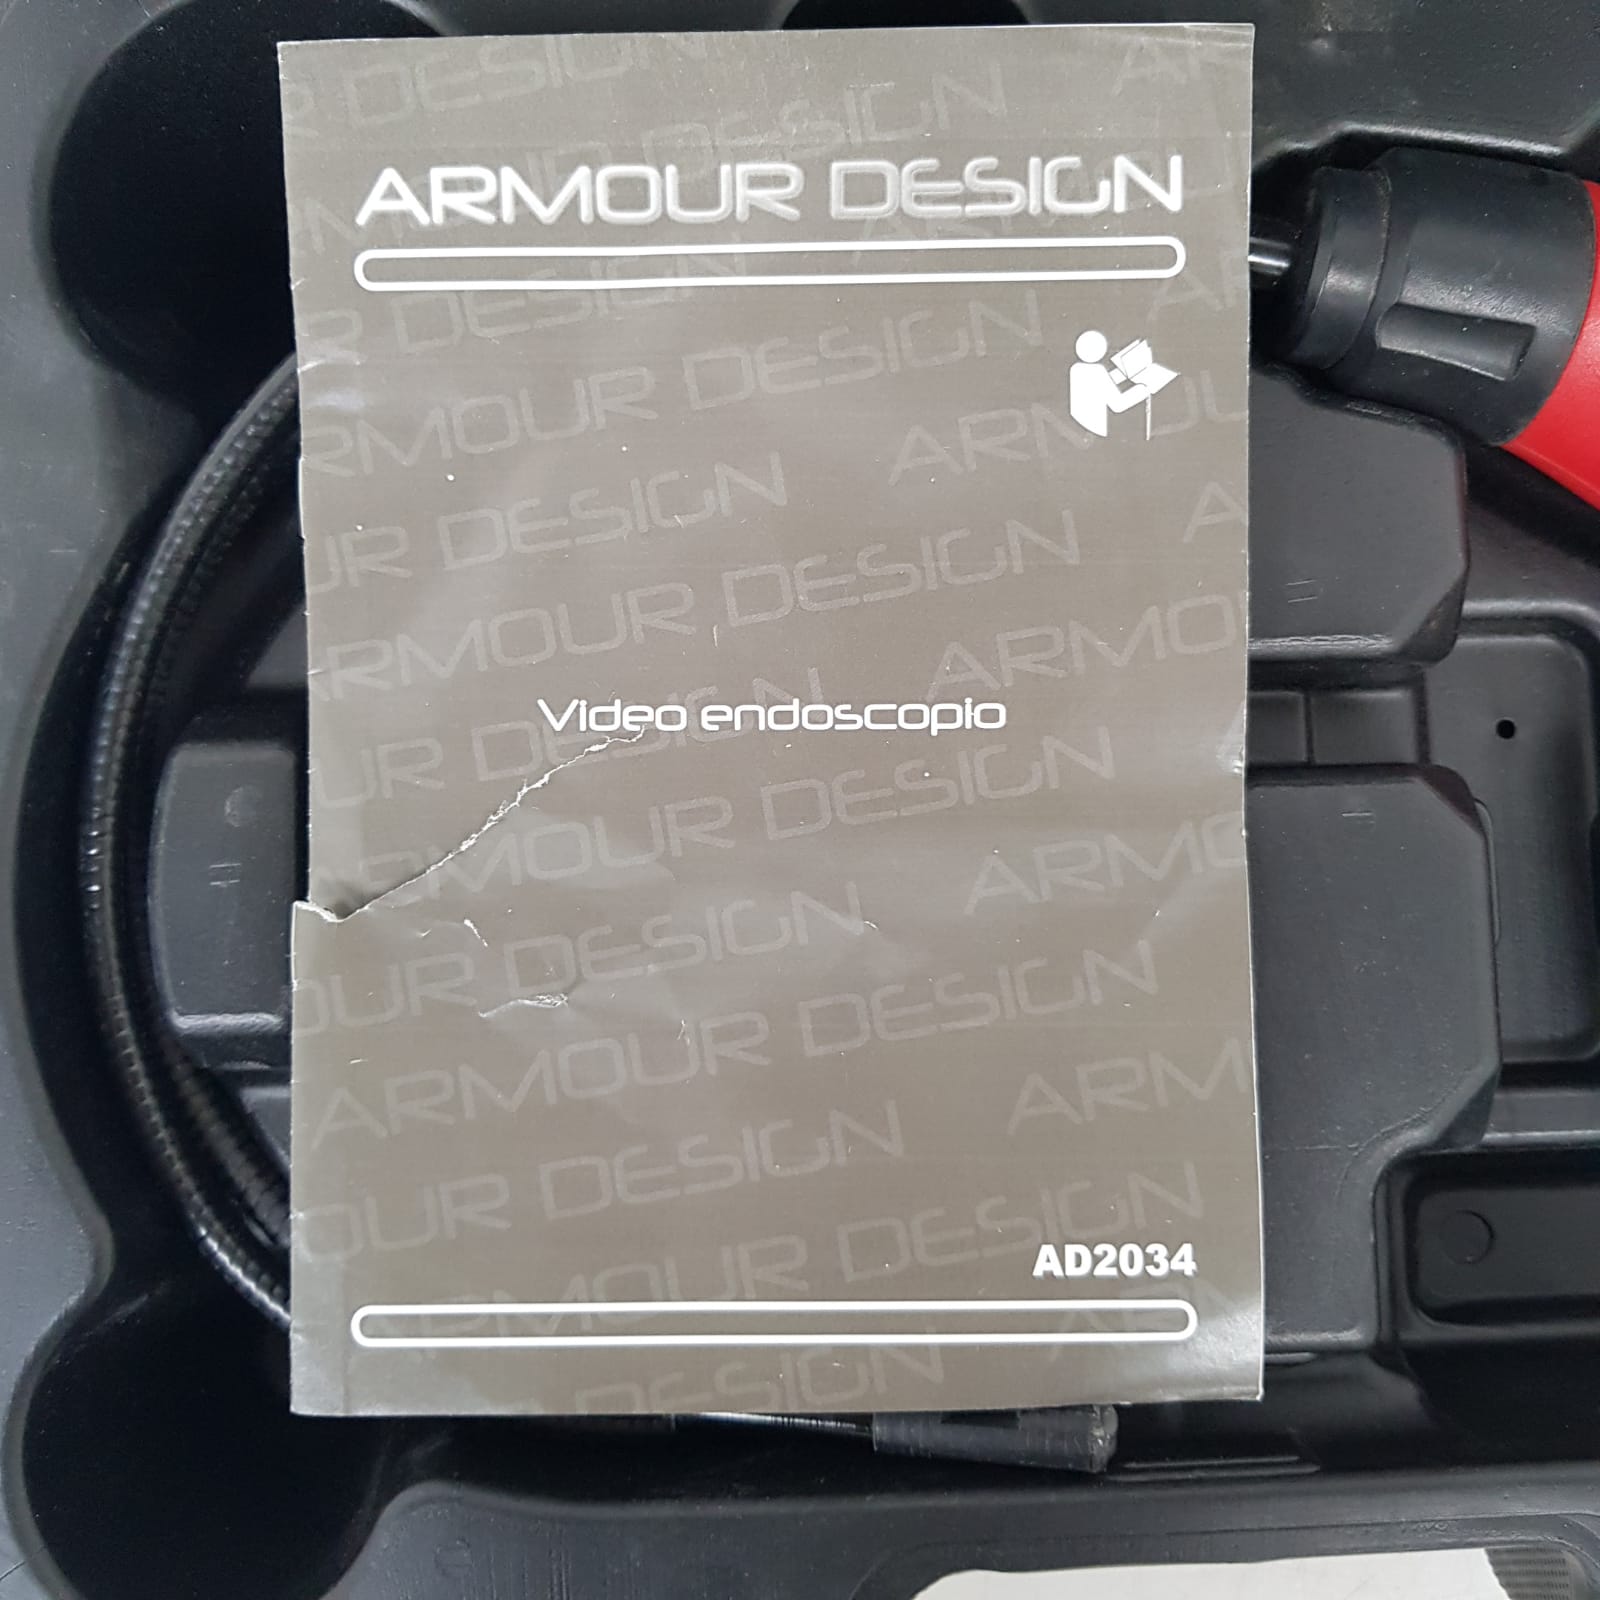 ARMOUR DESIGN
Video endoscopio
AD2034